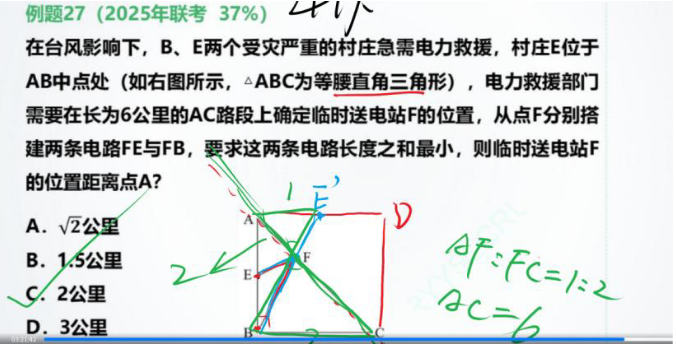 例题27（2025年联考 37%）
在台风影响下，B、E两个受灾严重的村庄急需电力救援，村庄E位于
AB中点处（如右图所示，△ABC为等腰直角三角形），电力救援部门
需要在长为6公里的AC路段上确定临时送电站F的位置，从点F分别搭
建两条电路FE与FB，要求这两条电路长度之和最小，则临时送电站F
的位置距离点A？
A. √2公里
B. 1.5公里
C. 2公里
D. 3公里
1
E'
A
D
F
2
E
B
C
AF:FC=1:2
AC=6
03:21:42